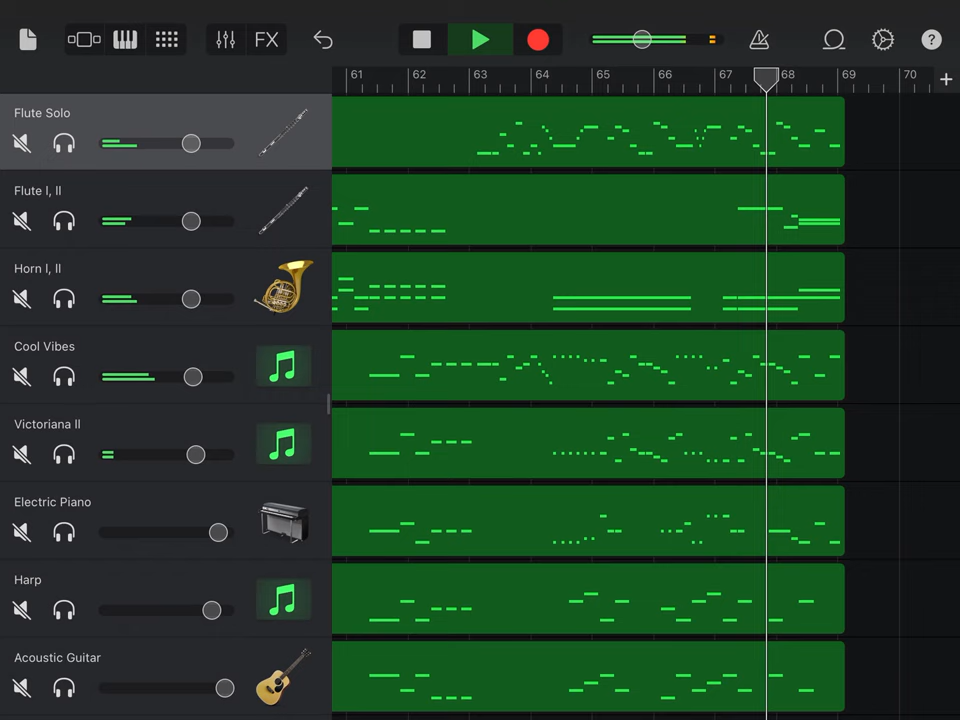 FX
?
61 62 63 64 65 66 67 68 69 70 +
Flute Solo
Flute I, II
Horn I, II
Cool Vibes
Victoriana II
Electric Piano
Harp
Acoustic Guitar